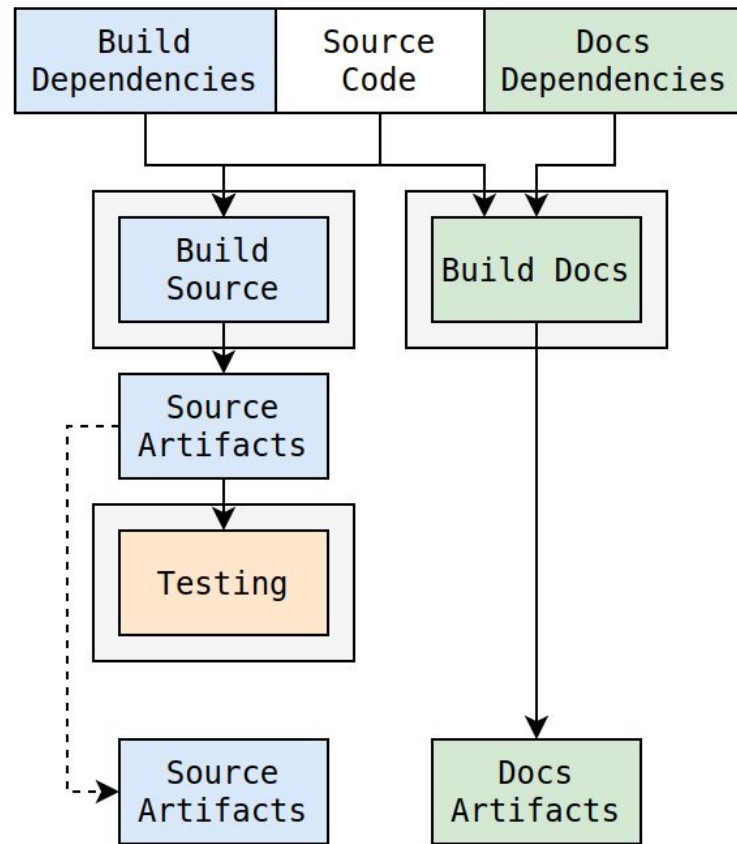 Build
Dependencies
Source
Code
Docs
Dependencies
Build
Source
Build Docs
Source
Artifacts
Testing
Source
Artifacts
Docs
Artifacts